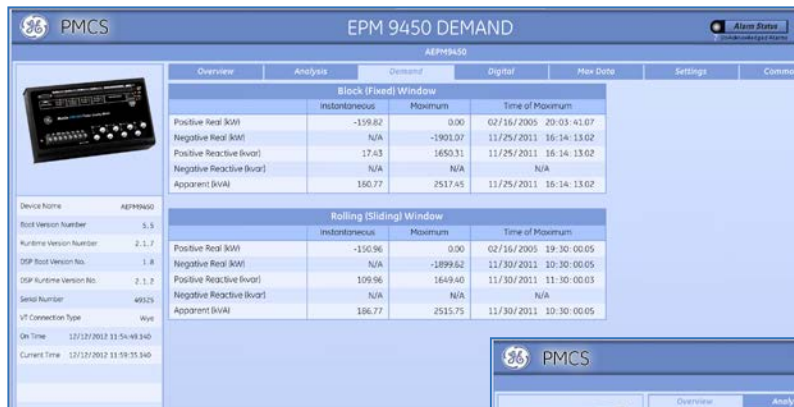 PMCS
EPM 9450 DEMAND
Alarm Status
UnAcknowledged Alarms
AEPM9450
Overview Analysis Demand Digital Max Data Settings Commo
Block (Fixed) Window
Instantaneous Maximum Time of Maximum
Positive Real (kW) -159.82 0.00 02/16/2005 20:03:41.07
Negative Real (kW) N/A -1901.07 11/25/2011 16:14:13.02
Positive Reactive (kvar) 17.43 1650.31 11/25/2011 16:14:13.02
Negative Reactive (kvar) N/A N/A N/A
Apparent (kVA) 160.77 2517.45 11/25/2011 16:14:13.02
Rolling (Sliding) Window
Instantaneous Maximum Time of Maximum
Positive Real (kW) -150.96 0.00 02/16/2005 19:30:00.05
Negative Real (kW) N/A -1899.62 11/30/2011 10:30:00.05
Positive Reactive (kvar) 109.96 1649.40 11/30/2011 11:30:00.03
Negative Reactive (kvar) N/A N/A N/A
Apparent (kVA) 186.77 2515.75 11/30/2011 10:30:00.05
Device Name AEPM9450
Boot Version Number 5.5
Runtime Version Number 2.1.7
DSP Boot Version No. 1.8
DSP Runtime Version No. 2.1.2
Serial Number 49325
VT Connection Type Wye
On Time 12/12/2012 11:54:49.340
Current Time 12/12/2012 11:59:35.340
PMCS
Overview Analy